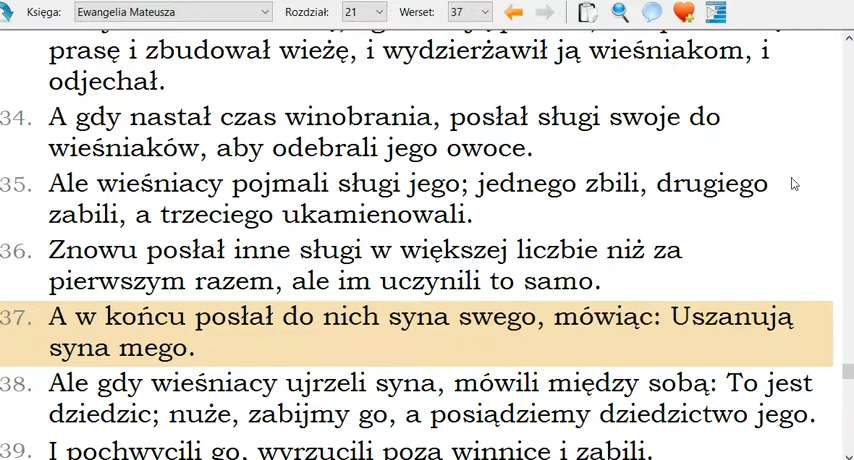 Księga: Ewangelia Mateusza Rozdział: 21 Werset: 37
prasę i zbudował wieżę, i wydzierżawił ją wieśniakom, i
odjechał.
34. A gdy nastał czas winobrania, posłał sługi swoje do
wieśniaków, aby odebrali jego owoce.
35. Ale wieśniacy pojmali sługi jego; jednego zbili, drugiego
zabili, a trzeciego ukamienowali.
36. Znowu posłał inne sługi w większej liczbie niż za
pierwszym razem, ale im uczynili to samo.
37. A w końcu posłał do nich syna swego, mówiąc: Uszanują
syna mego.
38. Ale gdy wieśniacy ujrzeli syna, mówili między sobą: To jest
dziedzic; nuże, zabijmy go, a posiądziemy dziedzictwo jego.
39. I pochwycili go, wyrzucili poza winnicę i zabili.